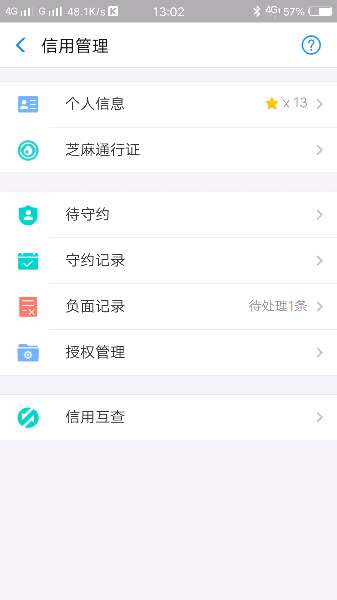 4G G 48.1K/s K 13:02 4G 57%
信用管理 ?
个人信息 x 13
芝麻通行证
待守约
守约记录
负面记录 待处理1条
授权管理
信用互查